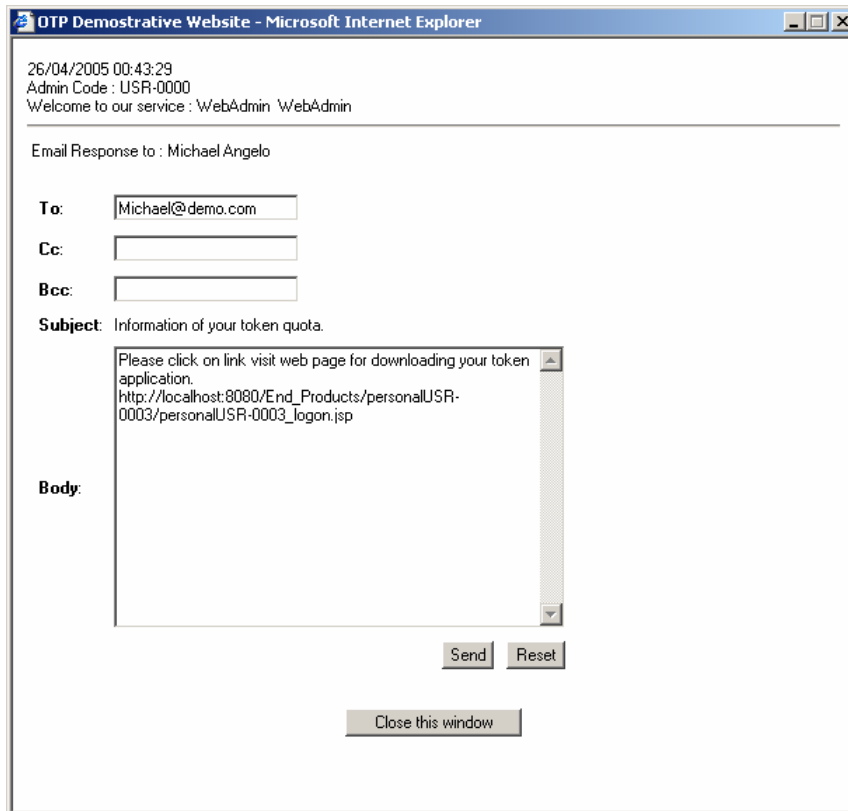 OTP Demostrative Website - Microsoft Internet Explorer
26/04/2005 00:43:29
Admin Code : USR-0000
Welcome to our service : WebAdmin WebAdmin
Email Response to : Michael Angelo
To: Michael@demo.com
Cc:
Bcc:
Subject: Information of your token quota.
Please click on link visit web page for downloading your token
application.
http://localhost:8080/End_Products/personalUSR-
0003/personalUSR-0003_logon.jsp
Body:
Send Reset
Close this window